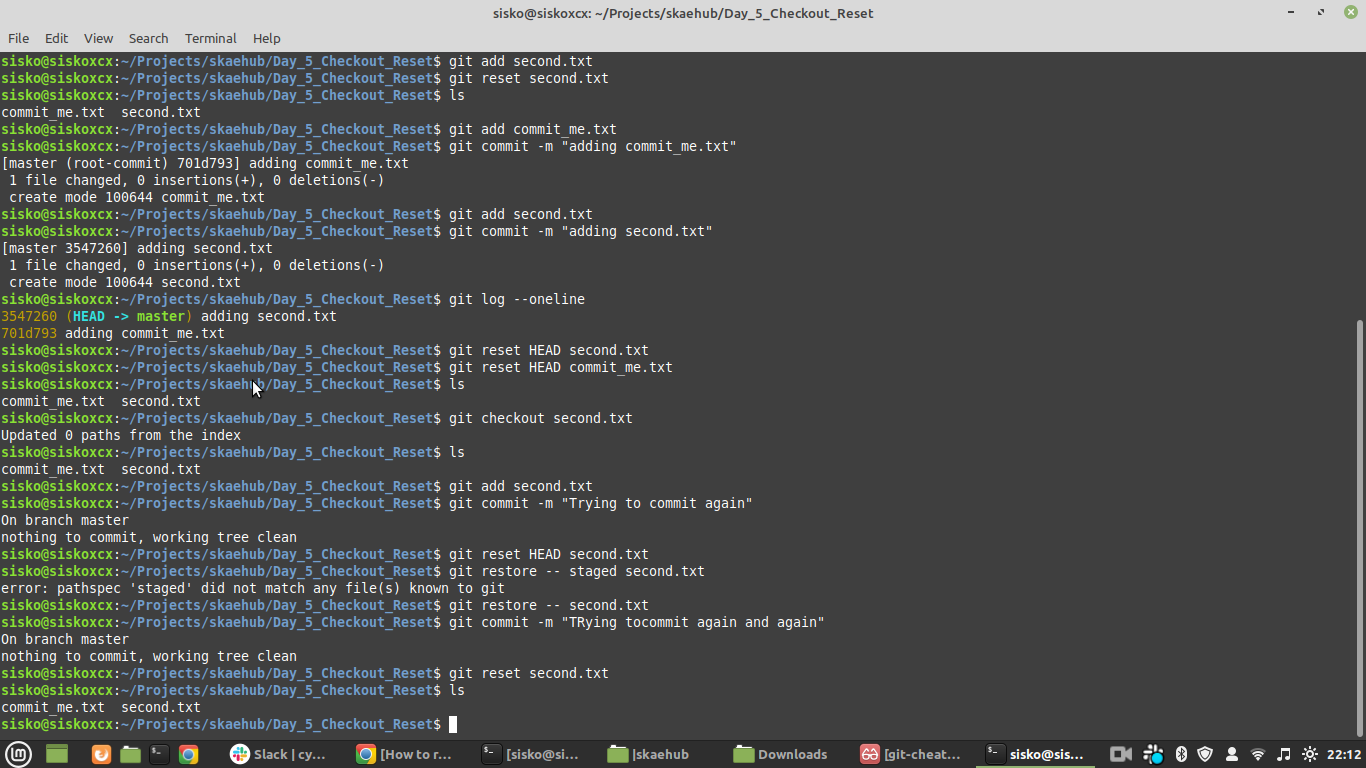 sisko@siskoxcx: ~/Projects/skaehub/Day_5_Checkout_Reset
File Edit View Search Terminal Help
sisko@siskoxcx:~/Projects/skaehub/Day_5_Checkout_Reset$ git add second.txt
sisko@siskoxcx:~/Projects/skaehub/Day_5_Checkout_Reset$ git reset second.txt
sisko@siskoxcx:~/Projects/skaehub/Day_5_Checkout_Reset$ ls
commit_me.txt  second.txt
sisko@siskoxcx:~/Projects/skaehub/Day_5_Checkout_Reset$ git add commit_me.txt
sisko@siskoxcx:~/Projects/skaehub/Day_5_Checkout_Reset$ git commit -m "adding commit_me.txt"
[master (root-commit) 701d793] adding commit_me.txt
 1 file changed, 0 insertions(+), 0 deletions(-)
 create mode 100644 commit_me.txt
sisko@siskoxcx:~/Projects/skaehub/Day_5_Checkout_Reset$ git add second.txt
sisko@siskoxcx:~/Projects/skaehub/Day_5_Checkout_Reset$ git commit -m "adding second.txt"
[master 3547260] adding second.txt
 1 file changed, 0 insertions(+), 0 deletions(-)
 create mode 100644 second.txt
sisko@siskoxcx:~/Projects/skaehub/Day_5_Checkout_Reset$ git log --oneline
3547260 (HEAD -> master) adding second.txt
701d793 adding commit_me.txt
sisko@siskoxcx:~/Projects/skaehub/Day_5_Checkout_Reset$ git reset HEAD second.txt
sisko@siskoxcx:~/Projects/skaehub/Day_5_Checkout_Reset$ git reset HEAD commit_me.txt
sisko@siskoxcx:~/Projects/skaehub/Day_5_Checkout_Reset$ ls
commit_me.txt  second.txt
sisko@siskoxcx:~/Projects/skaehub/Day_5_Checkout_Reset$ git checkout second.txt
Updated 0 paths from the index
sisko@siskoxcx:~/Projects/skaehub/Day_5_Checkout_Reset$ ls
commit_me.txt  second.txt
sisko@siskoxcx:~/Projects/skaehub/Day_5_Checkout_Reset$ git add second.txt
sisko@siskoxcx:~/Projects/skaehub/Day_5_Checkout_Reset$ git commit -m "Trying to commit again"
On branch master
nothing to commit, working tree clean
sisko@siskoxcx:~/Projects/skaehub/Day_5_Checkout_Reset$ git reset HEAD second.txt
sisko@siskoxcx:~/Projects/skaehub/Day_5_Checkout_Reset$ git restore -- staged second.txt
error: pathspec 'staged' did not match any file(s) known to git
sisko@siskoxcx:~/Projects/skaehub/Day_5_Checkout_Reset$ git restore -- second.txt
sisko@siskoxcx:~/Projects/skaehub/Day_5_Checkout_Reset$ git commit -m "TRying tocommit again and again"
On branch master
nothing to commit, working tree clean
sisko@siskoxcx:~/Projects/skaehub/Day_5_Checkout_Reset$ git reset second.txt
sisko@siskoxcx:~/Projects/skaehub/Day_5_Checkout_Reset$ ls
commit_me.txt  second.txt
sisko@siskoxcx:~/Projects/skaehub/Day_5_Checkout_Reset$
Slack | cy... [How to r... [sisko@si... |skaehub Downloads [git-cheat... sisko@sis... 22:12